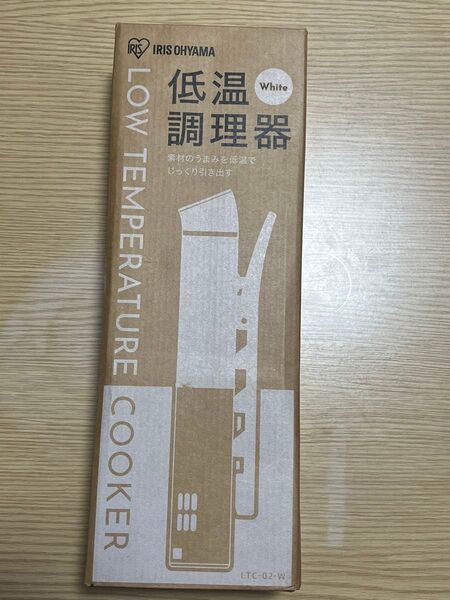 IRIS IRIS OHYAMA
低温
調理器
White
素材のうまみを低温で
じっくり引き出す
LOW TEMPERATURE COOKER
LTC-02-W